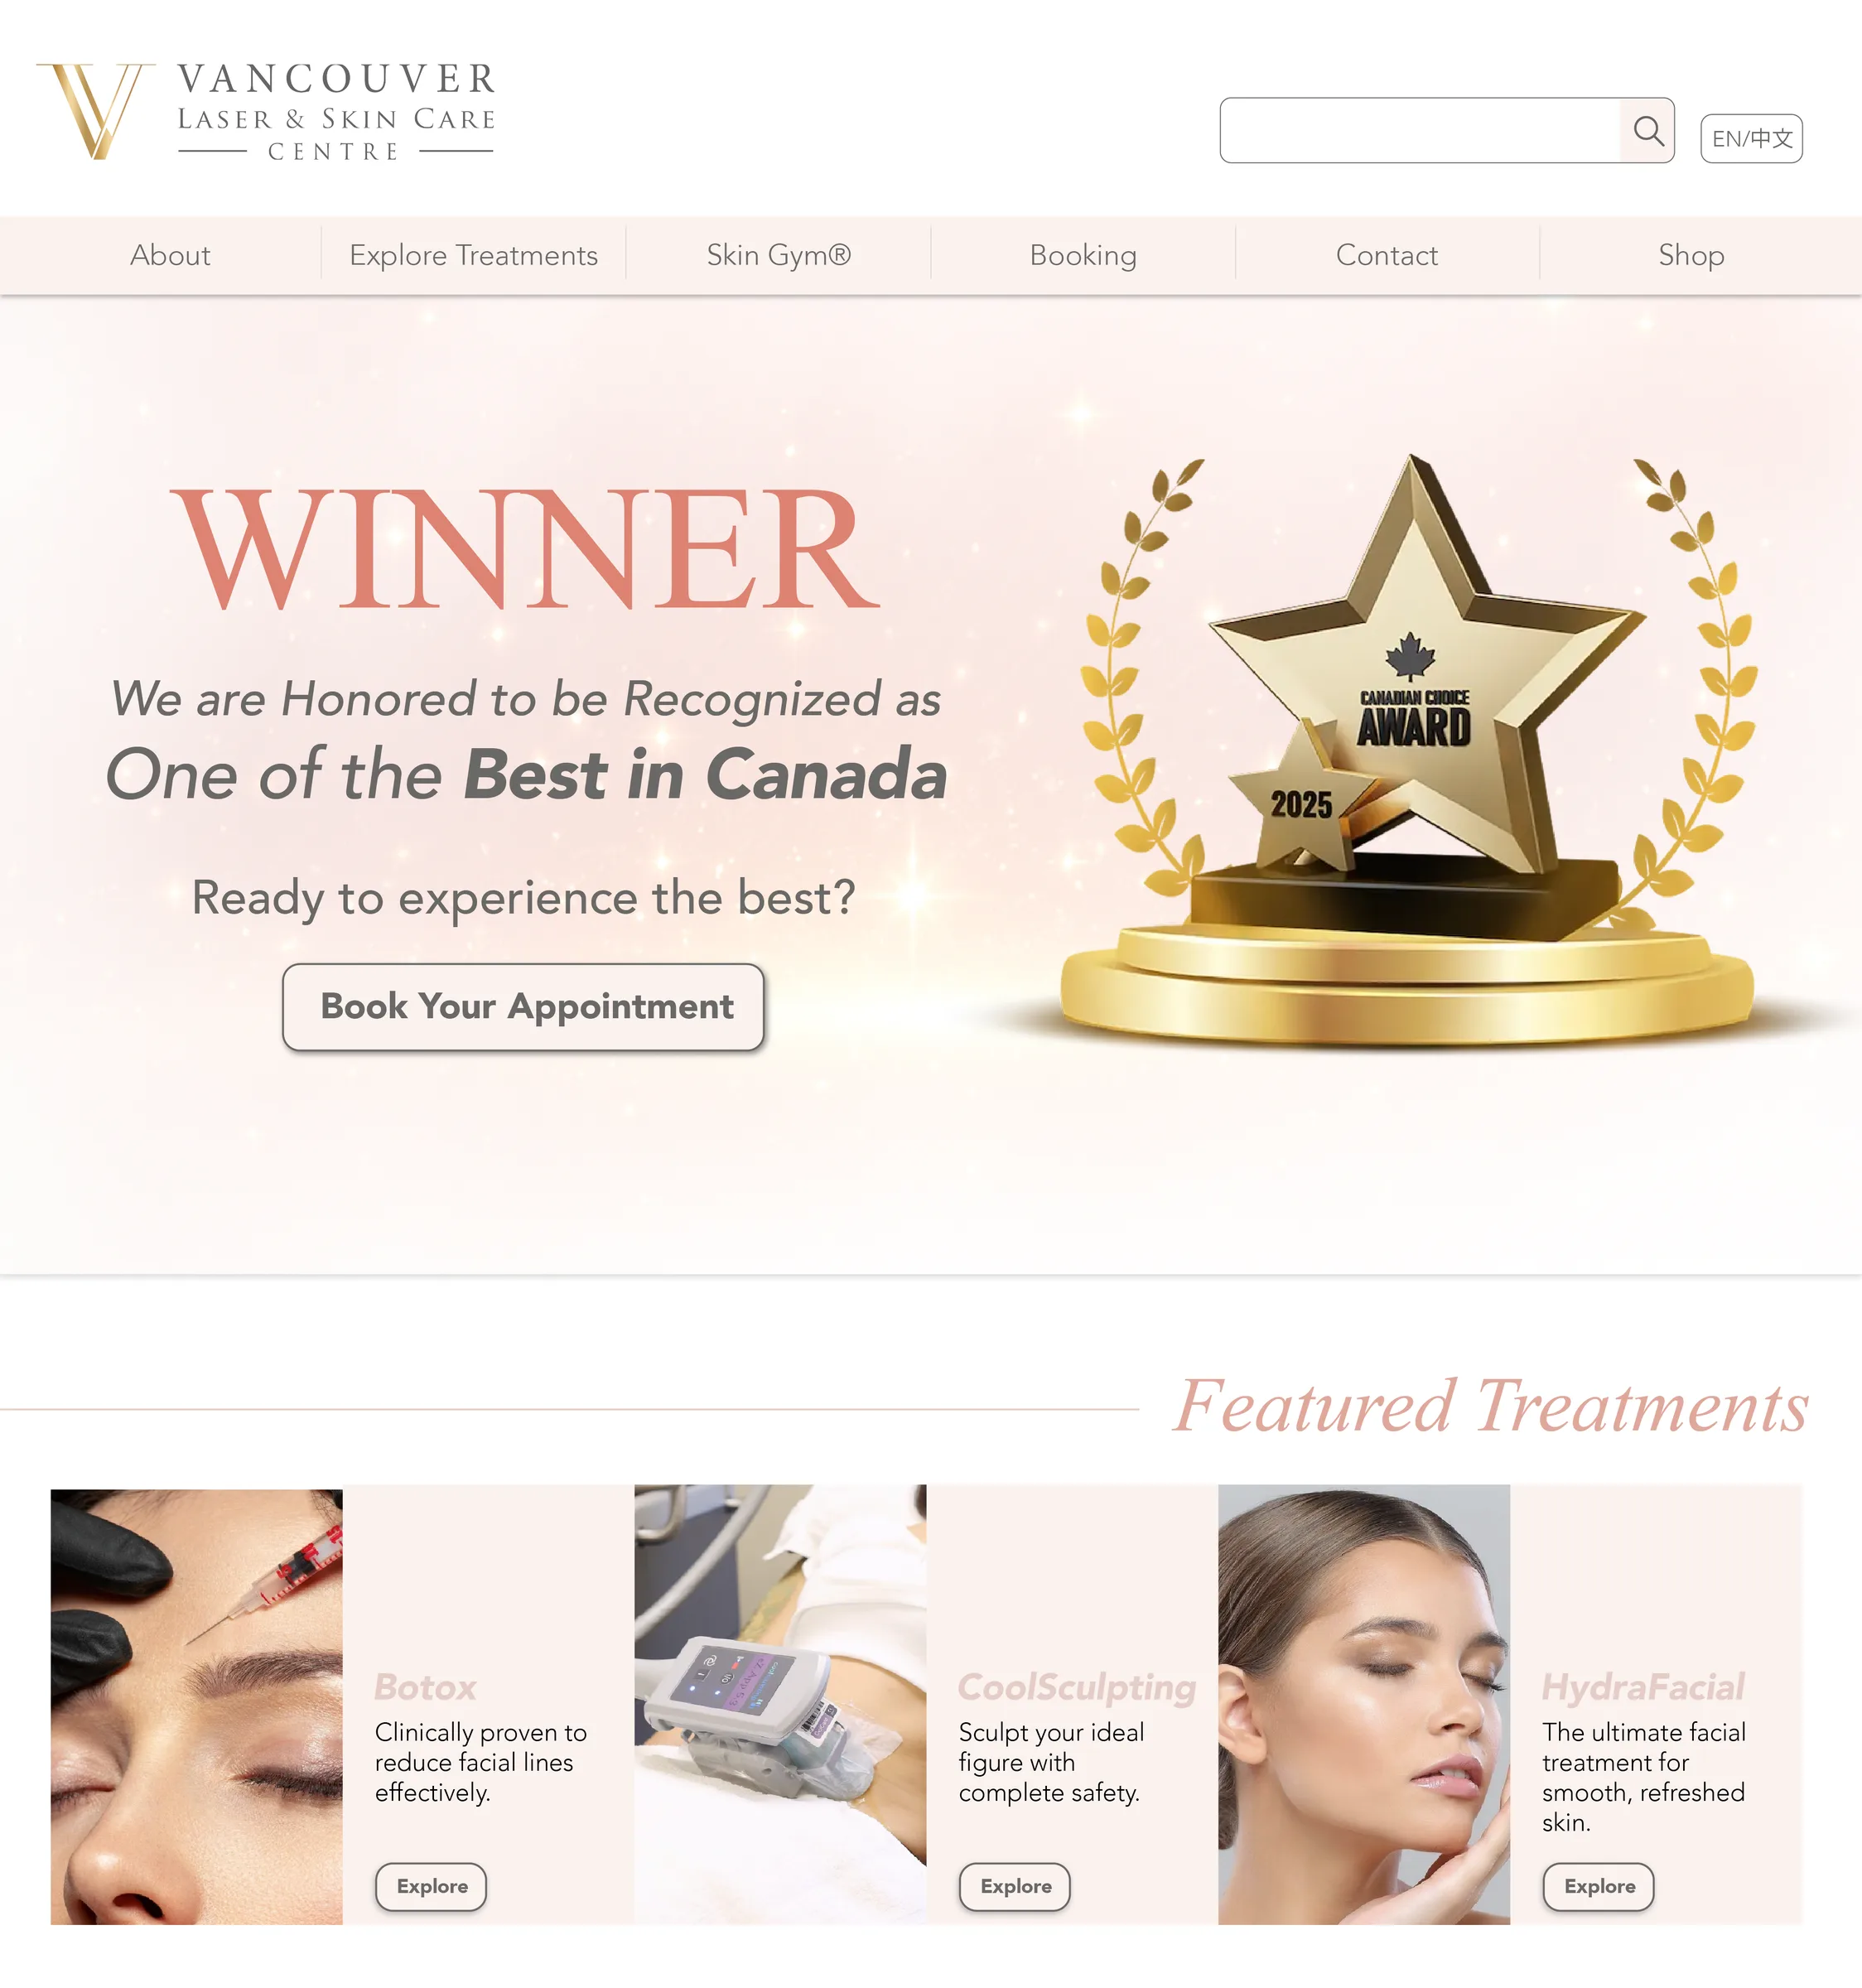 VANCOUVER
LASER & SKIN CARE
CENTRE
EN/中文
About
Explore Treatments
Skin Gym®
Booking
Contact
Shop
WINNER
We are Honored to be Recognized as
One of the Best in Canada
Ready to experience the best?
Book Your Appointment
CANADIAN CHOICE
AWARD
2025
Featured Treatments
Botox
Clinically proven to
reduce facial lines
effectively.
Explore
CoolSculpting
Sculpt your ideal
figure with
complete safety.
Explore
HydraFacial
The ultimate facial
treatment for
smooth, refreshed
skin.
Explore